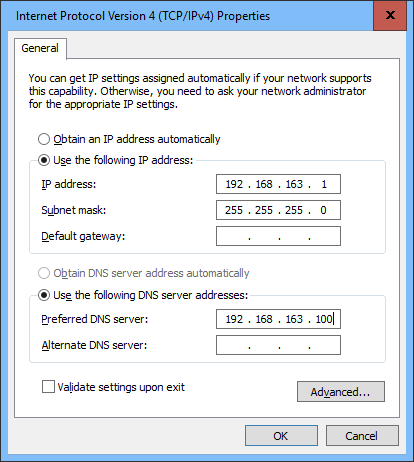 Internet Protocol Version 4 (TCP/IPv4) Properties
General
You can get IP settings assigned automatically if your network supports
this capability. Otherwise, you need to ask your network administrator
for the appropriate IP settings.
Obtain an IP address automatically
Use the following IP address:
IP address: 192 . 168 . 163 . 1
Subnet mask: 255 . 255 . 255 . 0
Default gateway: . . .
Obtain DNS server address automatically
Use the following DNS server addresses:
Preferred DNS server: 192 . 168 . 163 . 100
Alternate DNS server: . . .
Validate settings upon exit
Advanced...
OK Cancel